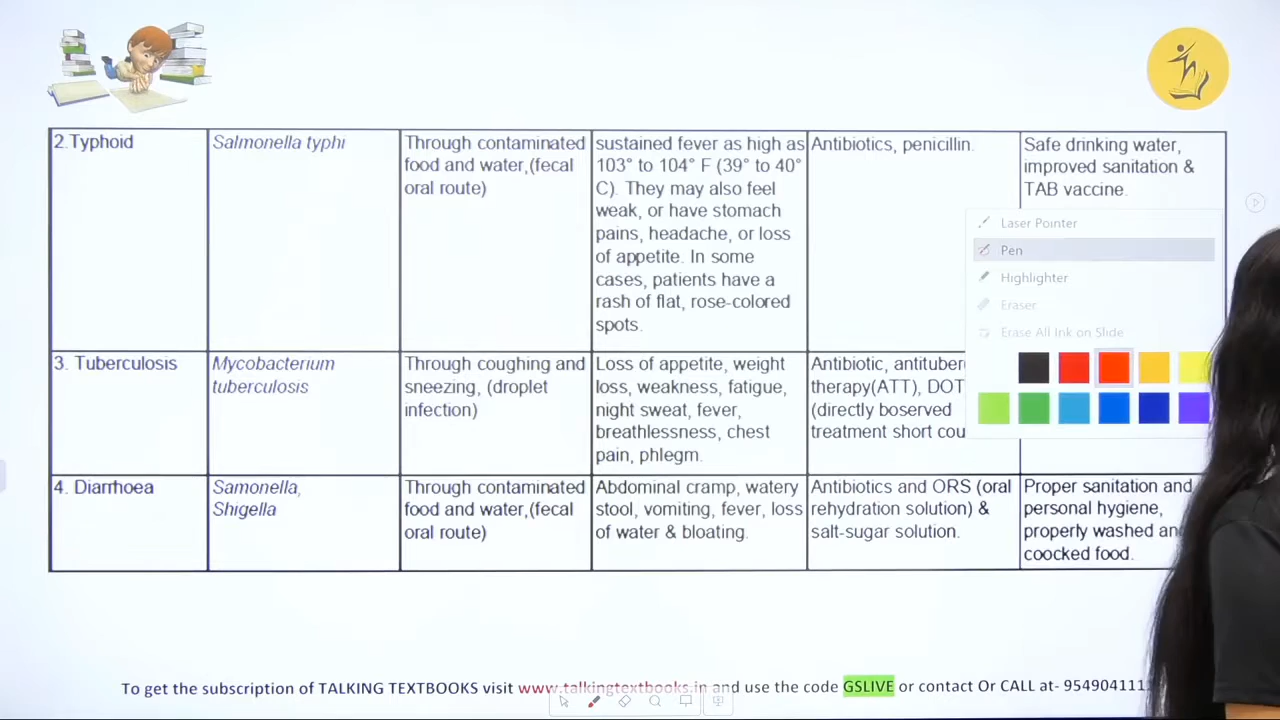 2.Typhoid
Salmonella typhi
Through contaminated
food and water,(fecal
oral route)
sustained fever as high as
103° to 104° F (39° to 40°
C). They may also feel
weak, or have stomach
pains, headache, or loss
of appetite. In some
cases, patients have a
rash of flat, rose-colored
spots.
Antibiotics, penicillin.
Safe drinking water,
improved sanitation &
TAB vaccine.
Laser Pointer
Pen
Highlighter
Eraser
Erase All Ink on Slide
3. Tuberculosis
Mycobacterium
tuberculosis
Through coughing and
sneezing, (droplet
infection)
Loss of appetite, weight
loss, weakness, fatigue,
night sweat, fever,
breathlessness, chest
pain, phlegm.
Antibiotic,
therapy(ATT), DOT
(directly boserved
treatment short
4. Diarrhoea
Samonella,
Shigella
Through contaminated
food and water,(fecal
oral route)
Abdominal cramp, watery
stool, vomiting, fever, loss
of water & bloating.
Antibiotics and ORS (oral
rehydration solution) &
salt-sugar solution.
Proper sanitation and
personal hygiene,
properly washed and
coocked food.
To get the subscription of TALKING TEXTBOOKS visit www.talkingtextbooks.in and use the code GSLIVE or contact Or CALL at-